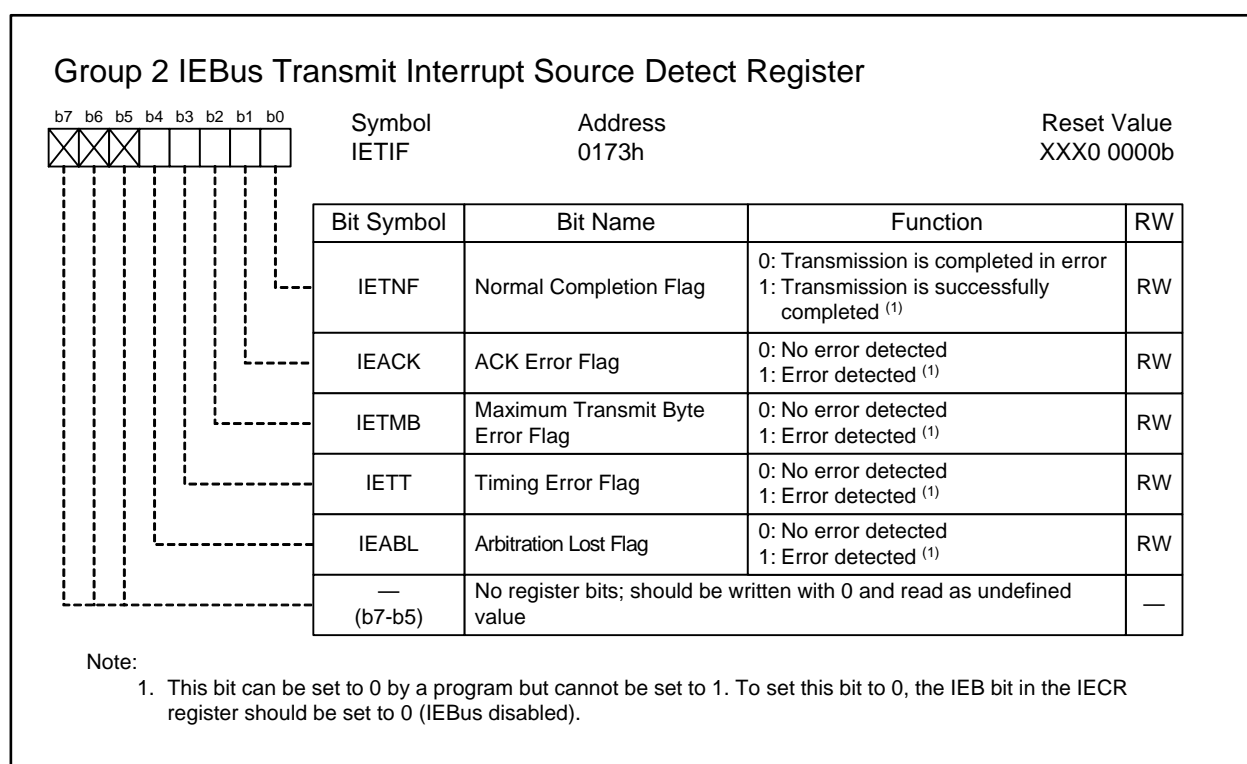 Group 2 IEBus Transmit Interrupt Source Detect Register
b7 b6 b5 b4 b3 b2 b1 b0
Symbol Address Reset Value
IETIF 0173h XXX0 0000b
Bit Symbol Bit Name Function RW
IETNF Normal Completion Flag 0: Transmission is completed in error
1: Transmission is successfully
completed (1) RW
IEACK ACK Error Flag 0: No error detected
1: Error detected (1) RW
IETMB Maximum Transmit Byte
Error Flag 0: No error detected
1: Error detected (1) RW
IETT Timing Error Flag 0: No error detected
1: Error detected (1) RW
IEABL Arbitration Lost Flag 0: No error detected
1: Error detected (1) RW
—
(b7-b5) No register bits; should be written with 0 and read as undefined
value —
Note:
1. This bit can be set to 0 by a program but cannot be set to 1. To set this bit to 0, the IEB bit in the IECR
register should be set to 0 (IEBus disabled).